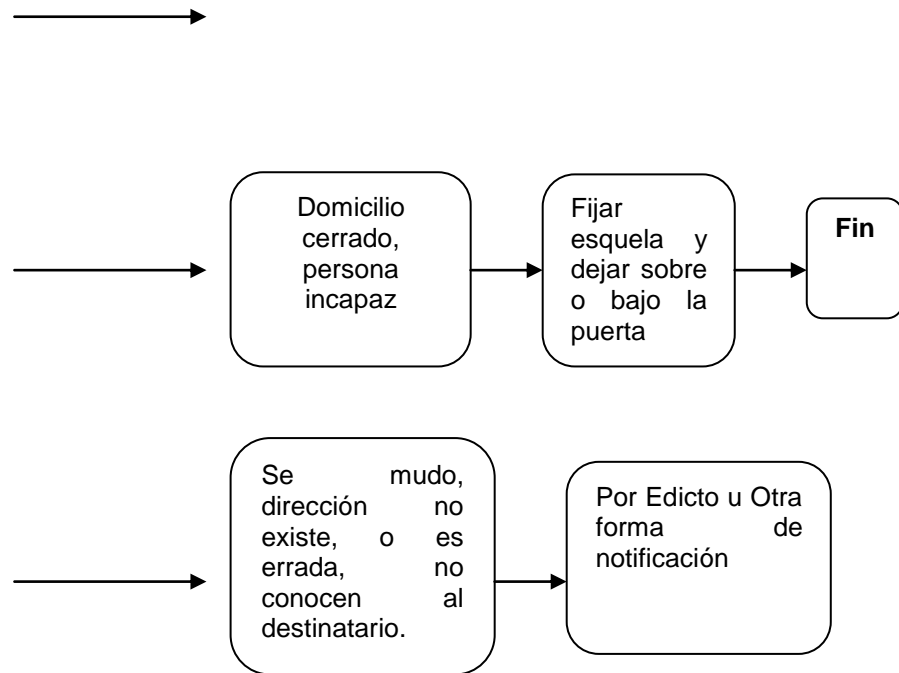 Domicilio
cerrado,
persona
incapaz
Fijar
esquela y
dejar sobre
o bajo la
puerta
Fin
Se mudo,
dirección no
existe, o es
errada, no
conocen al
destinatario.
Por Edicto u Otra
forma de
notificación